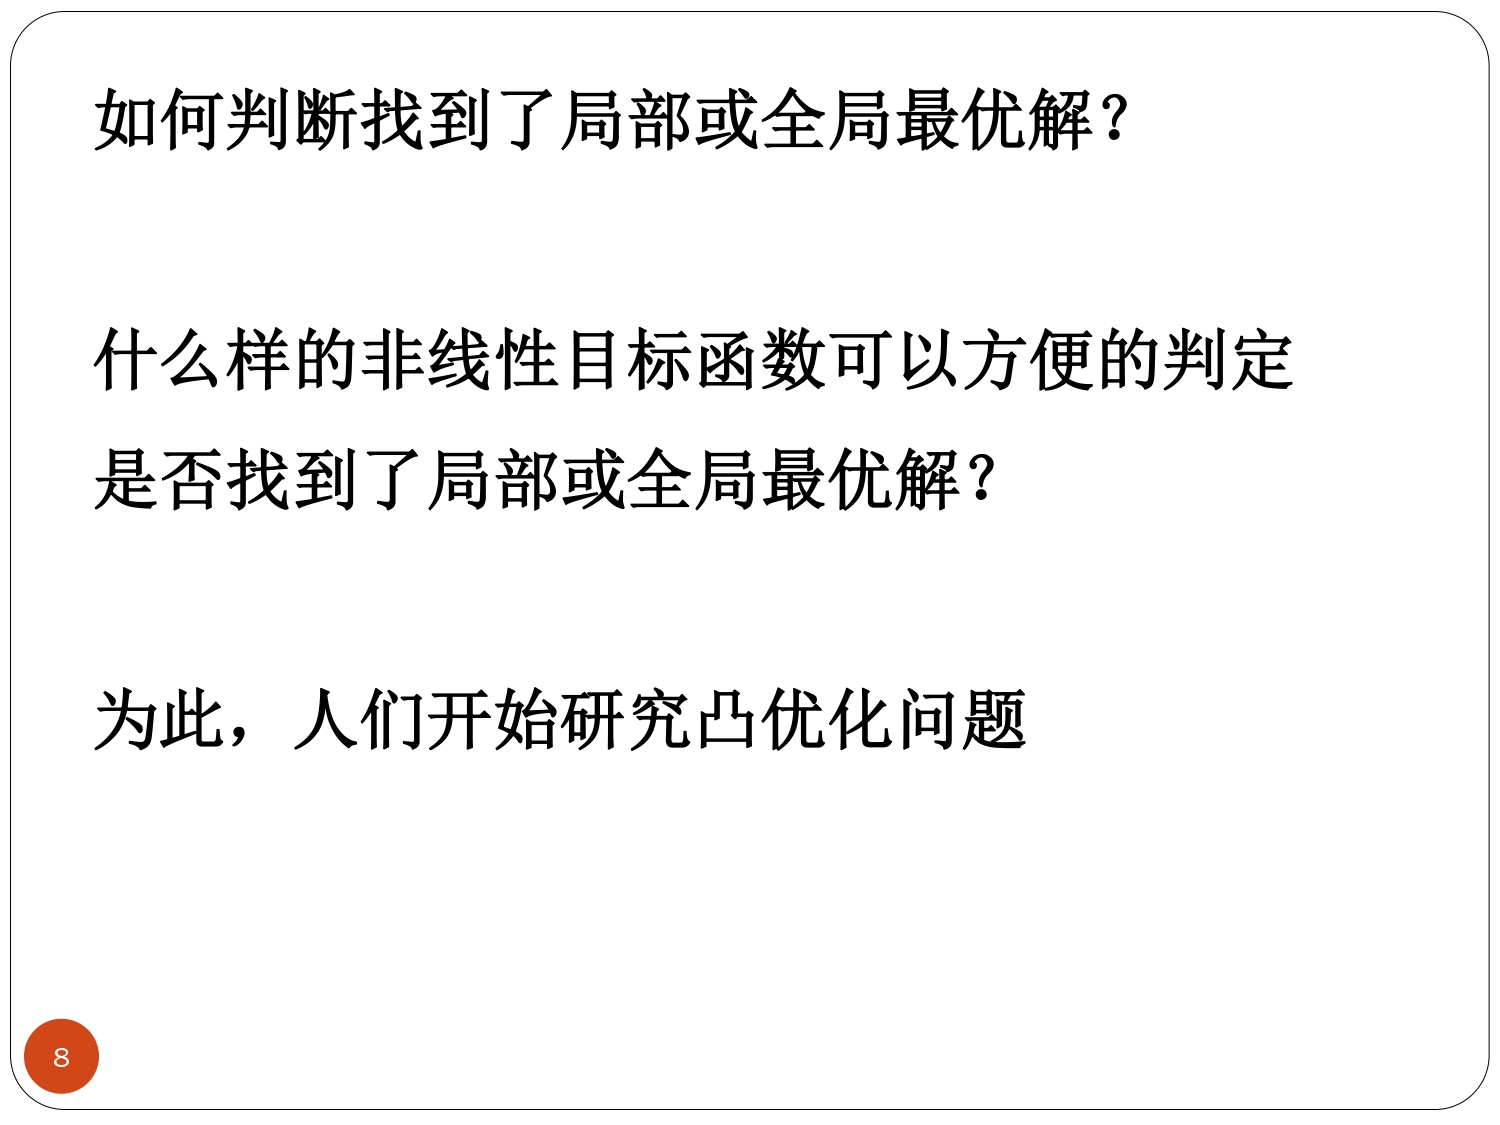 如何判断找到了局部或全局最优解？
什么样的非线性目标函数可以方便的判定
是否找到了局部或全局最优解？
为此，人们开始研究凸优化问题
8